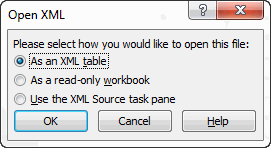 Open XML
Please select how you would like to open this file:
As an XML table
As a read-only workbook
Use the XML Source task pane
OK Cancel Help